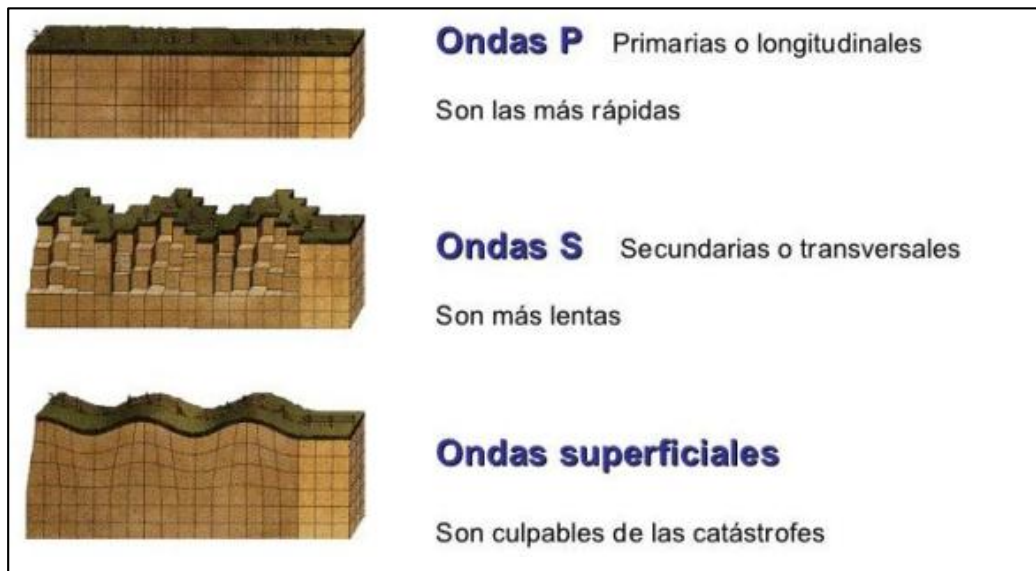 Ondas P Primarias o longitudinales
Son las más rápidas
Ondas S Secundarias o transversales
Son más lentas
Ondas superficiales
Son culpables de las catástrofes